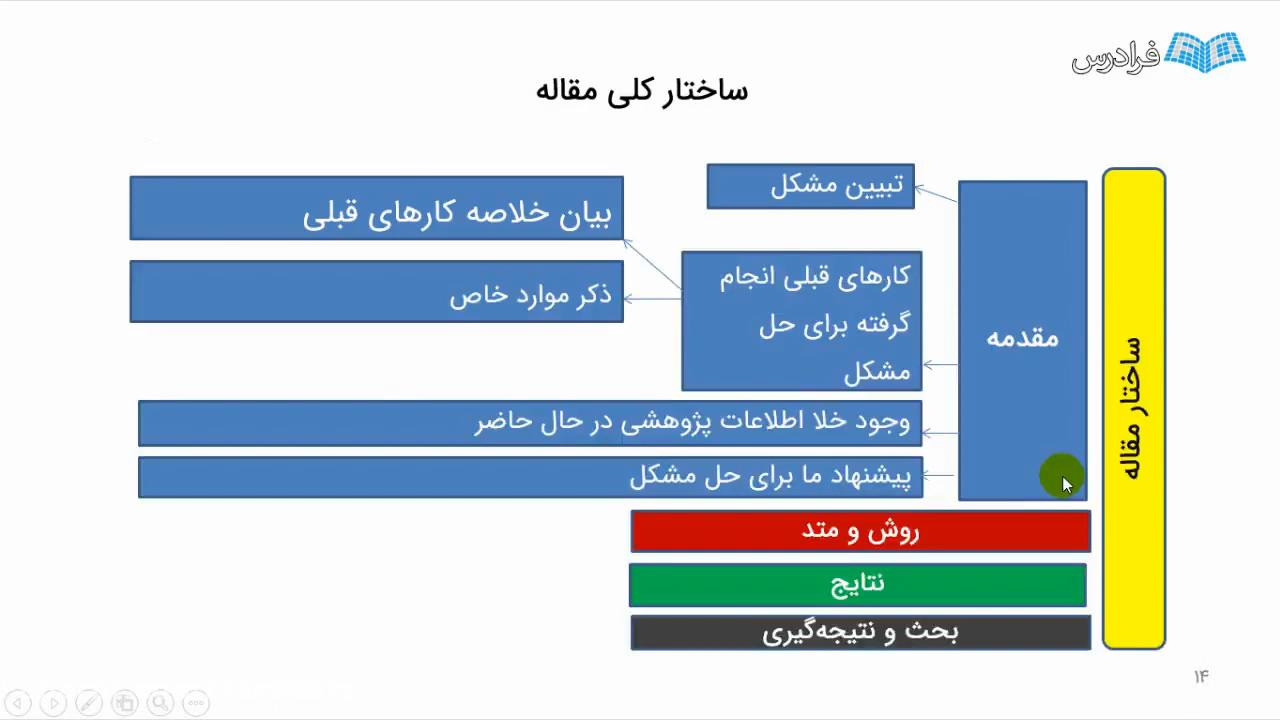 فرادرس
ساختار کلی مقاله
ساختار مقاله
مقدمه
تبیین مشکل
کارهای قبلی انجام
گرفته برای حل
مشکل
بیان خلاصه کارهای قبلی
ذکر موارد خاص
وجود خلا اطلاعات پژوهشی در حال حاضر
پیشنهاد ما برای حل مشکل
روش و متد
نتایج
بحث و نتیجه‌گیری
۱۴